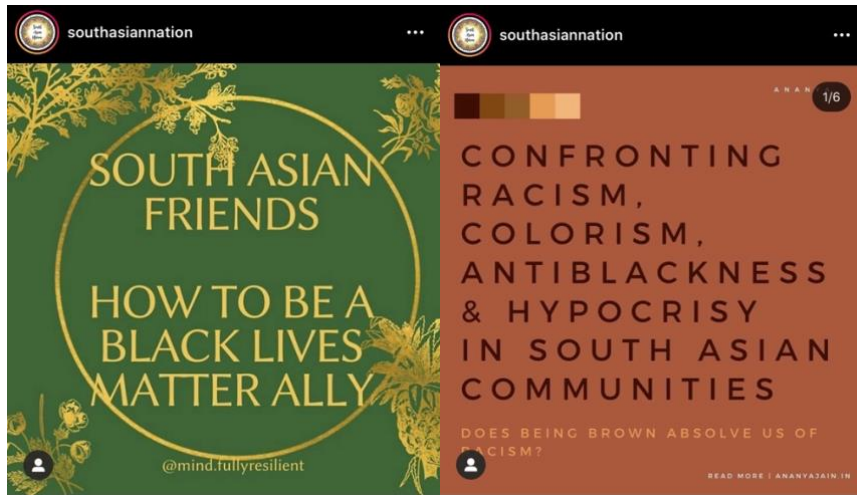 southasiannation
SOUTH ASIAN
FRIENDS
HOW TO BE A
BLACK LIVES
MATTER ALLY
@mind.fullyresilient
southasiannation
1/6
CONFRONTING
RACISM,
COLORISM,
ANTIBLACKNESS
& HYPOCRISY
IN SOUTH ASIAN
COMMUNITIES
DOES BEING BROWN ABSOLVE US OF
RACISM?
READ MORE | ANANYAJAIN.IN